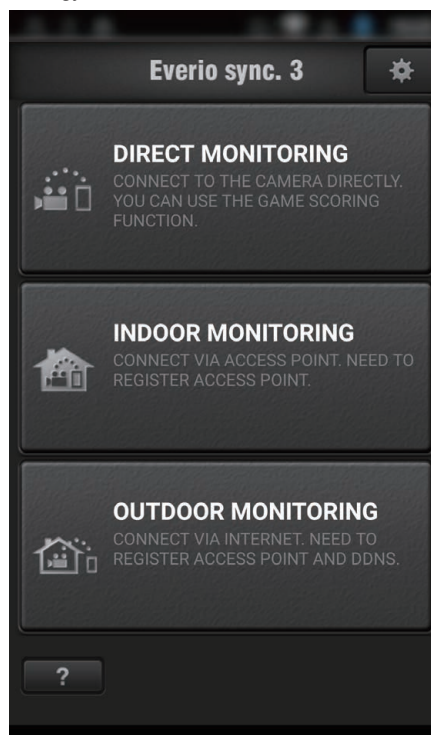 Everio sync. 3
DIRECT MONITORING
CONNECT TO THE CAMERA DIRECTLY.
YOU CAN USE THE GAME SCORING
FUNCTION.
INDOOR MONITORING
CONNECT VIA ACCESS POINT. NEED TO
REGISTER ACCESS POINT.
OUTDOOR MONITORING
CONNECT VIA INTERNET. NEED TO
REGISTER ACCESS POINT AND DDNS.
?